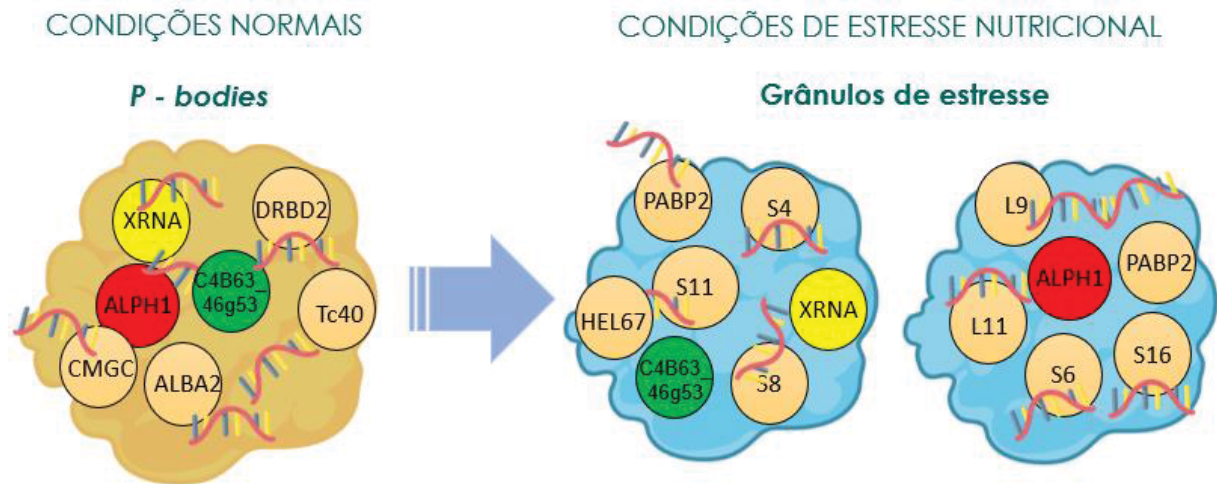 CONDIÇÕES NORMAIS
CONDIÇÕES DE ESTRESSE NUTRICIONAL
P - bodies
Grânulos de estresse
XRNA
DRBD2
C4B63_
46g53
ALPH1
Tc40
CMGC
ALBA2
PABP2
S4
S11
HEL67
XRNA
C4B63_
46g53
S8
L9
ALPH1
PABP2
L11
S6
S16